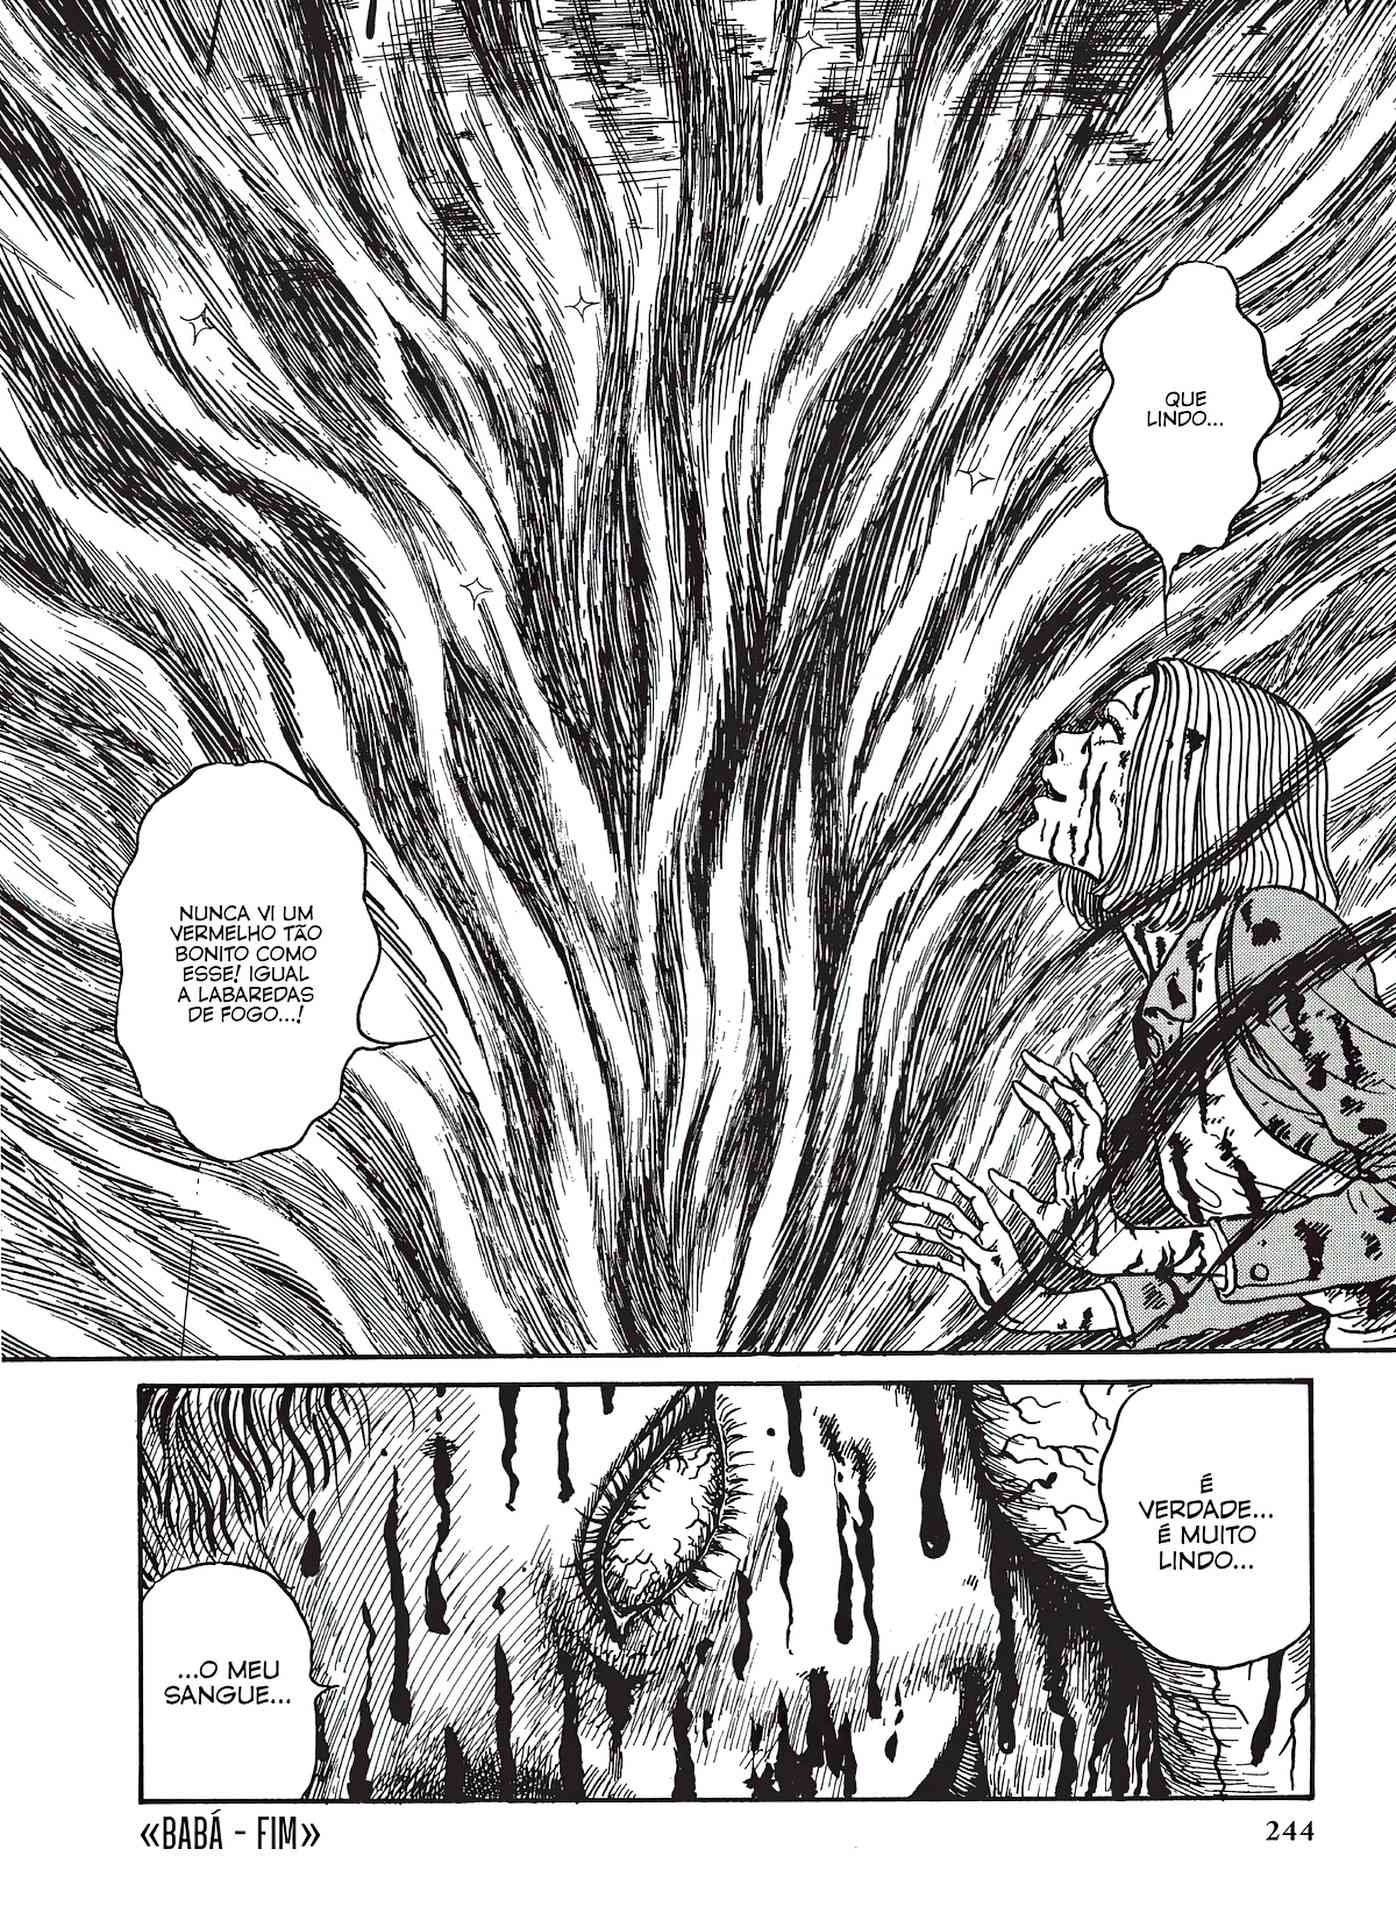 QUE
LINDO...
NUNCA VI UM
VERMELHO TÃO
BONITO COMO
ESSE! IGUAL
A LABAREDAS
DE FOGO...!
É
VERDADE...
É MUITO
LINDO...
...O MEU
SANGUE...
«BABÁ - FIM»
244